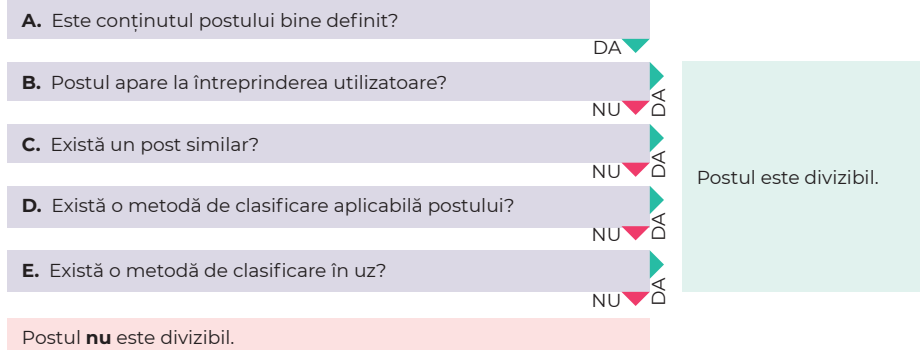 A. Este conținutul postului bine definit?
DA
B. Postul apare la întreprinderea utilizatoare?
DA
NU
C. Există un post similar?
DA
NU
Postul este divizibil.
D. Există o metodă de clasificare aplicabilă postului?
DA
NU
E. Există o metodă de clasificare în uz?
DA
NU
Postul nu este divizibil.